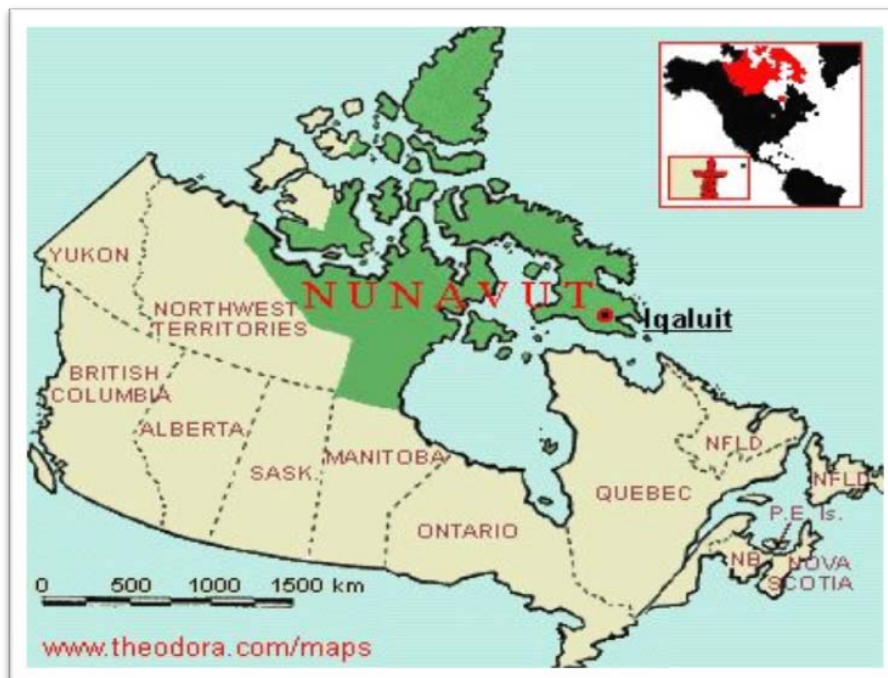 YUKON
NORTHWEST
TERRITORIES
N U N A V U T
Iqaluit
BRITISH
COLUMBIA
ALBERTA
SASK.
MANITOBA
ONTARIO
QUEBEC
NFLD
NFLD
P.E. Is.
NB
NOVA
SCOTIA
0 500 1000 1500 km
www.theodora.com/maps